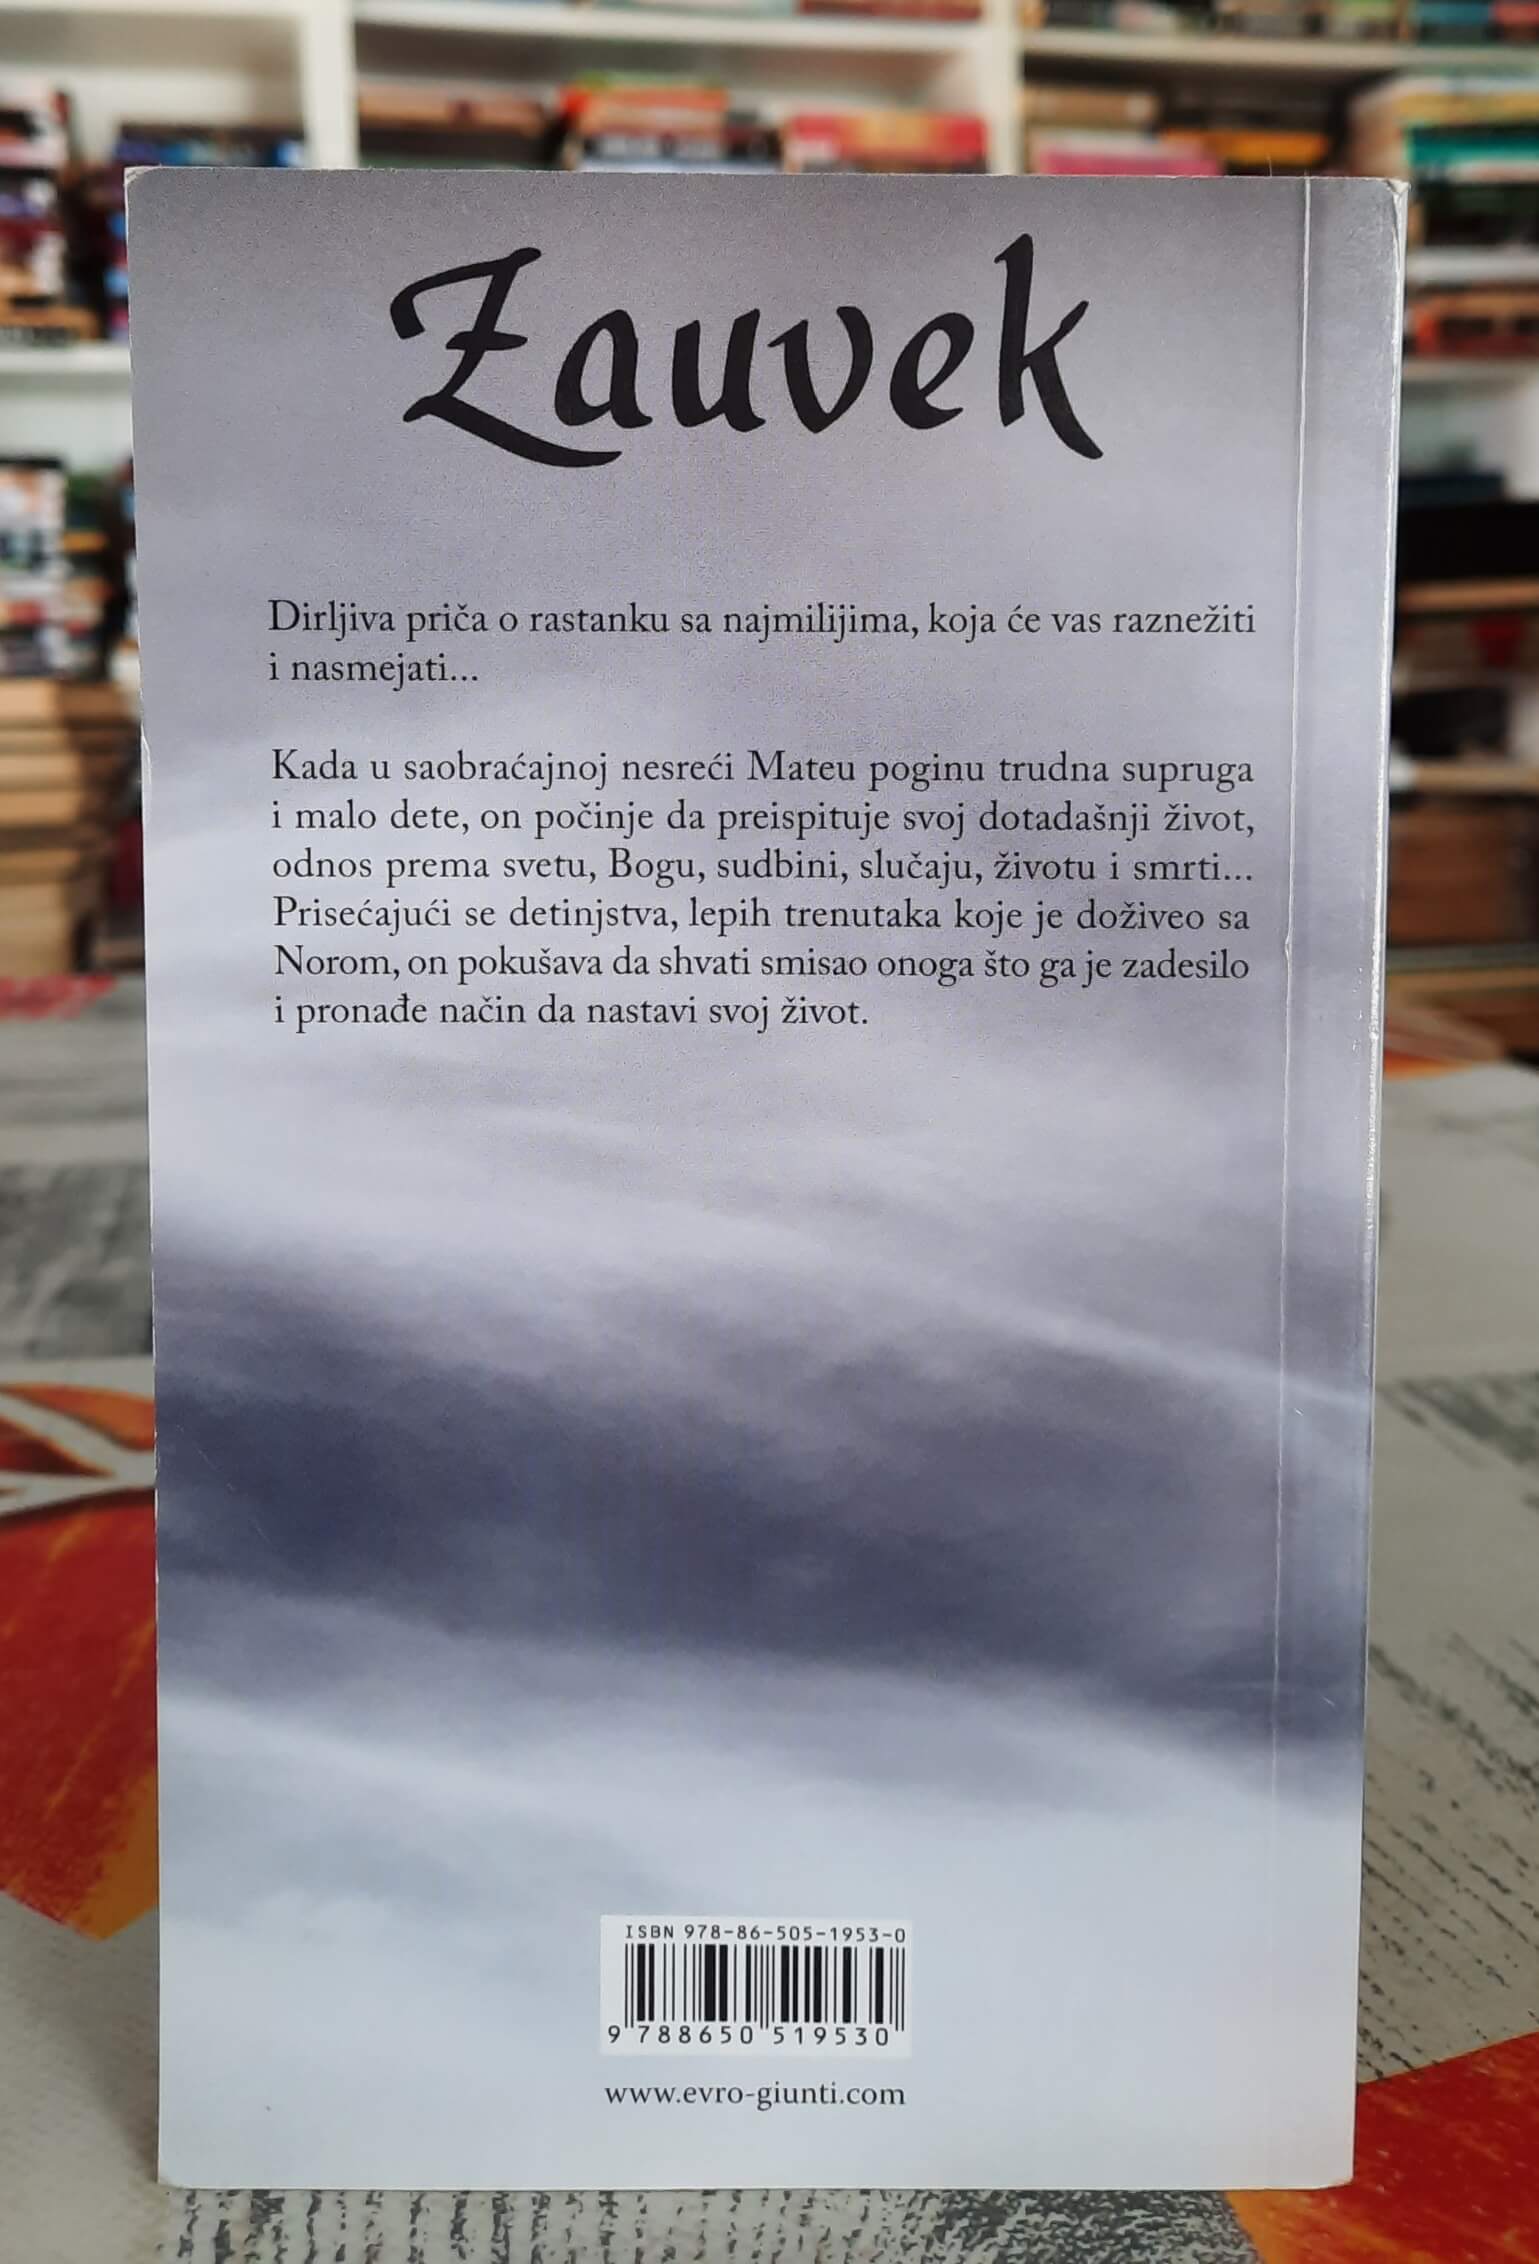 Zauvek
Dirljiva priča o rastanku sa najmilijima, koja će vas raznežiti
i nasmejati...
Kada u saobraćajnoj nesreći Mateu poginu trudna supruga
i malo dete, on počinje da preispituje svoj dotadašnji život,
odnos prema svetu, Bogu, sudbini, slučaju, životu i smrti...
Prisećajući se detinjstva, lepih trenutaka koje je doživeo sa
Norom, on pokušava da shvati smisao onoga što ga je zadesilo
i pronađe način da nastavi svoj život.
ISBN 978-86-505-1953-0
9 788650 519530
www.evro-giunti.com